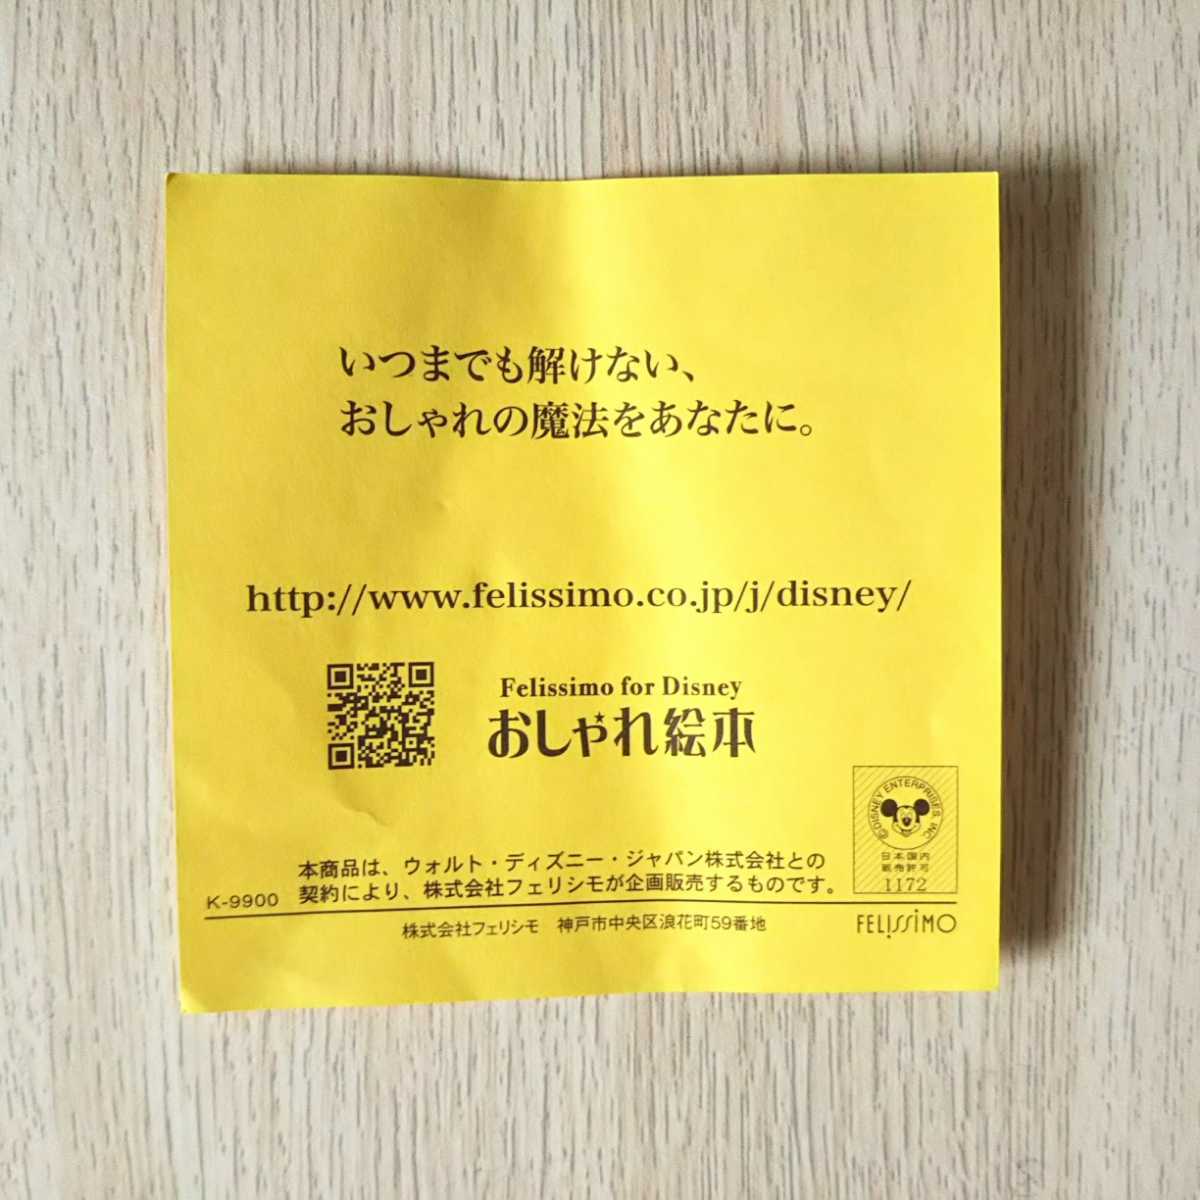 いつまでも解けない、
おしゃれの魔法をあなたに。
http://www.felissimo.co.jp/j/disney/
Felissimo for Disney
おしゃれ絵本
©DISNEY ENTERPRISES, INC
日本国内
販売許可
1172
本商品は、ウォルト・ディズニー・ジャパン株式会社との
契約により、株式会社フェリシモが企画販売するものです。
K-9900
株式会社フェリシモ 神戸市中央区浪花町59番地
FELISSIMO